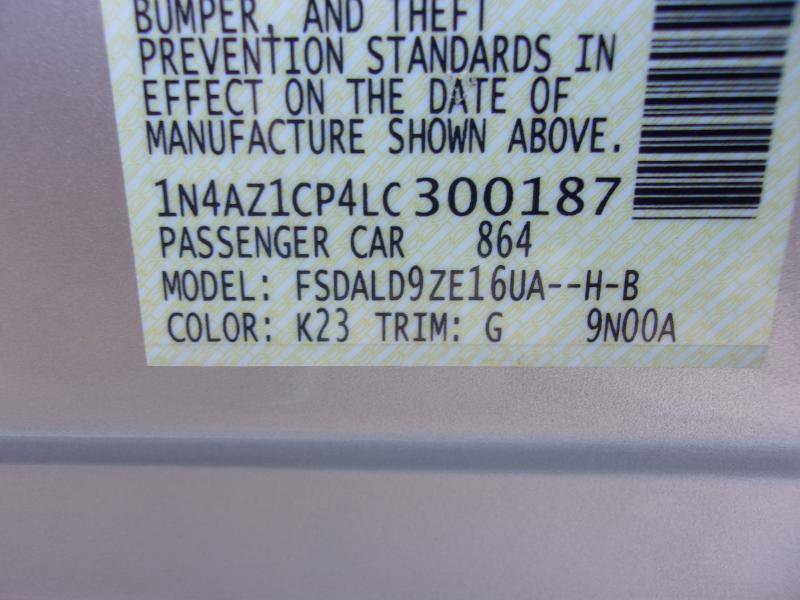 BUMPER, AND THEFT
PREVENTION STANDARDS IN
EFFECT ON THE DATE OF
MANUFACTURE SHOWN ABOVE.
1N4AZ1CP4LC300187
PASSENGER CAR 864
MODEL: FSDALD9ZE16UA--H-B
COLOR: K23 TRIM: G 9N00A